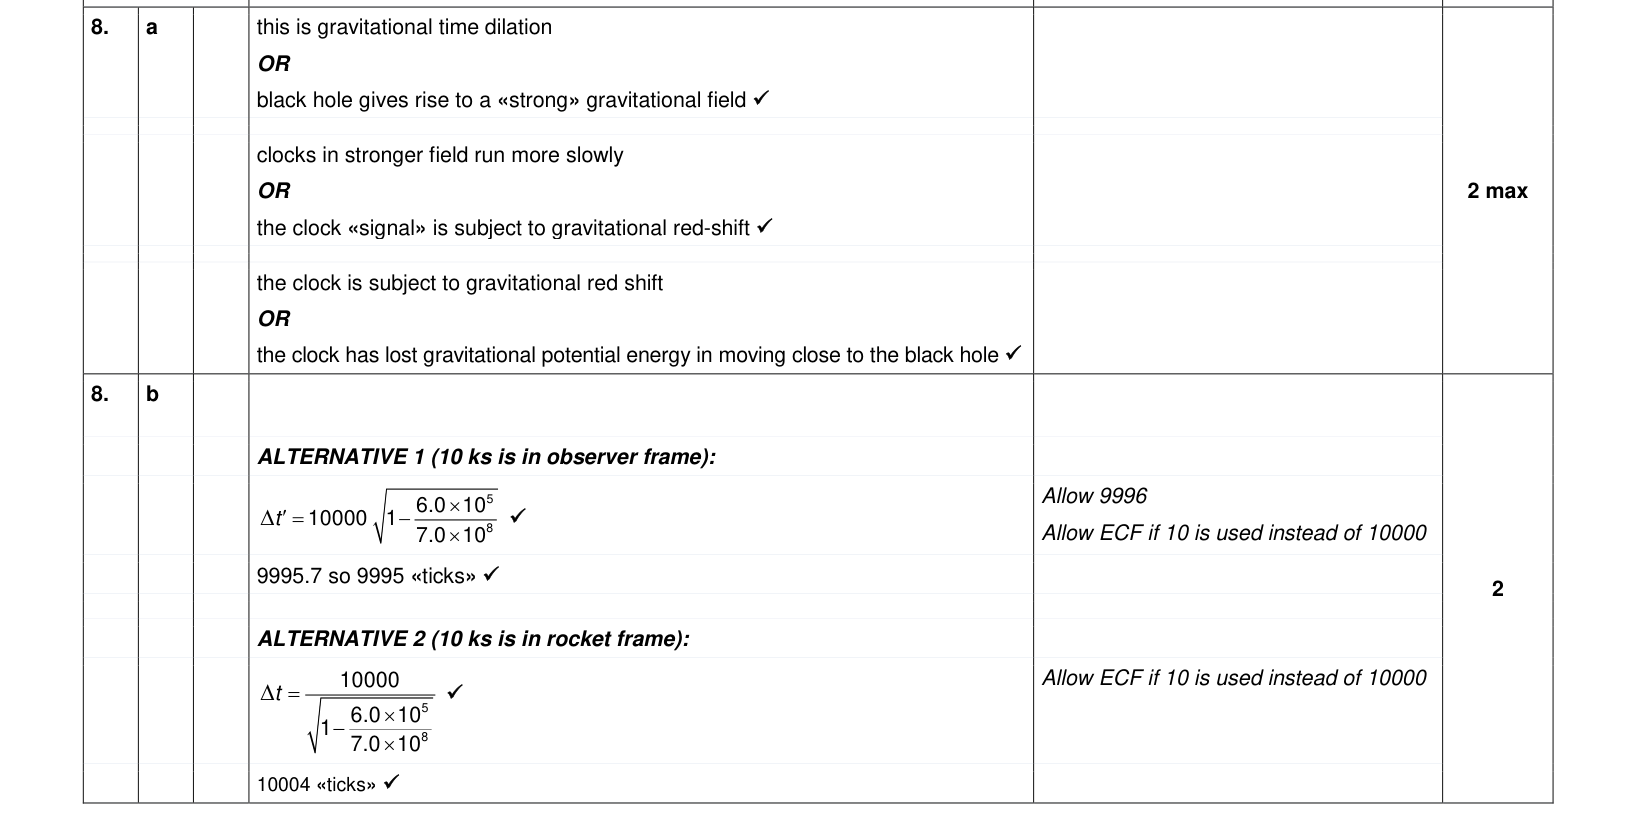 8. a this is gravitational time dilation
OR
black hole gives rise to a «strong» gravitational field ✓
clocks in stronger field run more slowly
OR
2 max
the clock «signal» is subject to gravitational red-shift ✓
the clock is subject to gravitational red shift
OR
the clock has lost gravitational potential energy in moving close to the black hole ✓
8. b
ALTERNATIVE 1 (10 ks is in observer frame):
Δt′ = 10000 √(1 − 6.0×10⁵ / 7.0×10⁸) ✓
Allow 9996
Allow ECF if 10 is used instead of 10000
9995.7 so 9995 «ticks» ✓
2
ALTERNATIVE 2 (10 ks is in rocket frame):
Δt = 10000 / √(1 − 6.0×10⁵ / 7.0×10⁸) ✓
Allow ECF if 10 is used instead of 10000
10004 «ticks» ✓